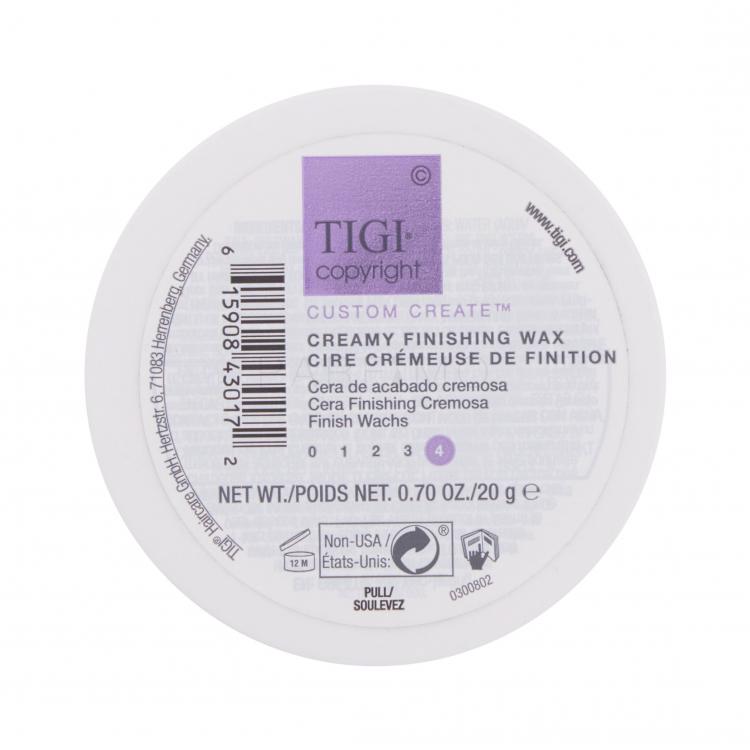 ©
TIGI®
copyright
CUSTOM CREATE™
CREAMY FINISHING WAX
CIRE CRÉMEUSE DE FINITION
Cera de acabado cremosa
Cera Finishing Cremosa
Finish Wachs
0 1 2 3 4
NET WT./POIDS NET. 0.70 OZ./20 g ℮
12 M
Non-USA /
États-Unis:
®
PULL/
SOULEVEZ
0300802
www.tigi.com
6 15908 43017 2
TIGI® Haircare GmbH. Hertzstr. 6, 71083 Herrenberg, Germany.